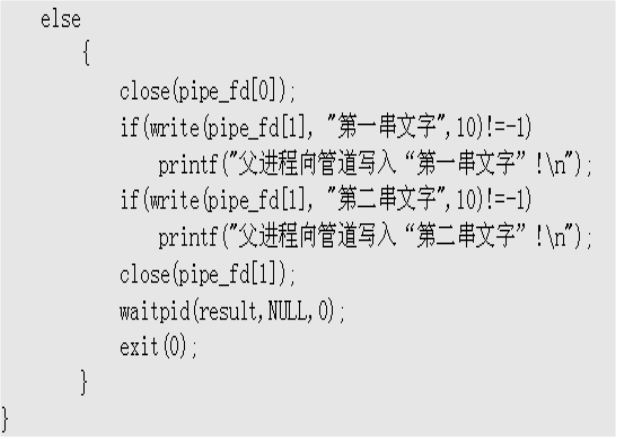 else
{
close(pipe_fd[0]);
if(write(pipe_fd[1], "第一串文字",10)!=-1)
printf("父进程向管道写入“第一串文字”!\n");
if(write(pipe_fd[1], "第二串文字",10)!=-1)
printf("父进程向管道写入“第二串文字”!\n");
close(pipe_fd[1]);
waitpid(result,NULL,0);
exit(0);
}
}